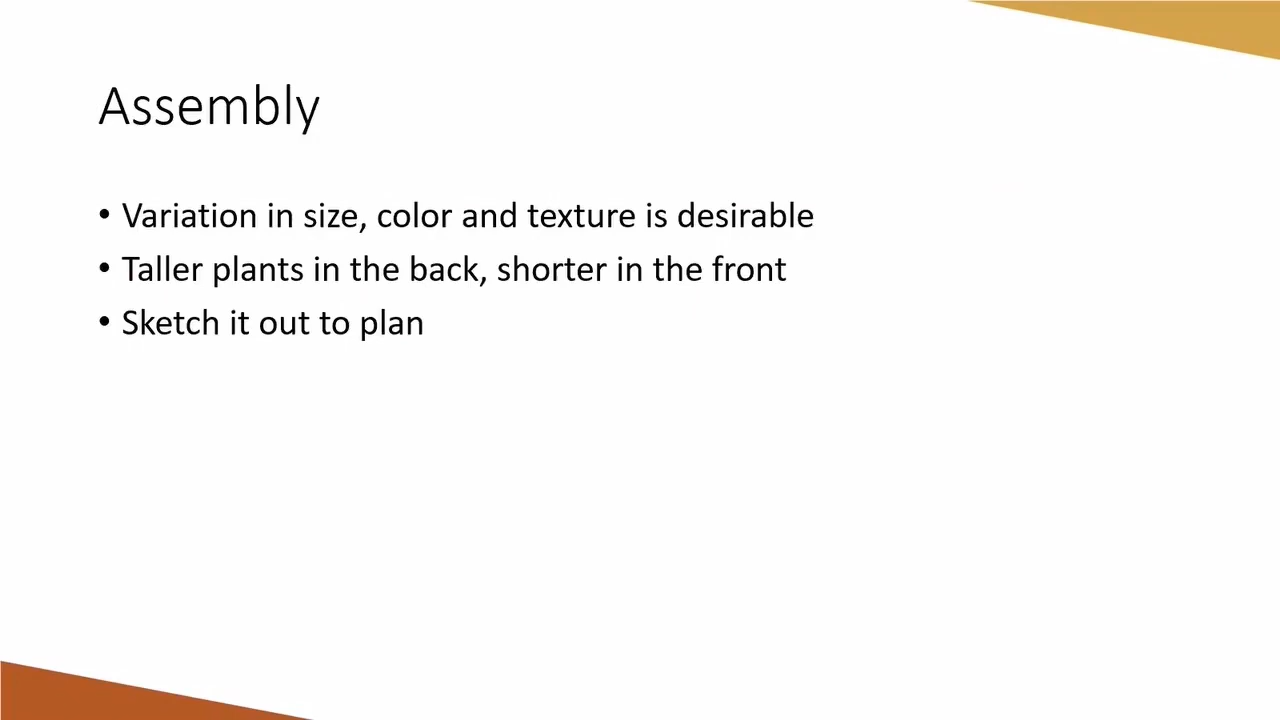 Assembly
• Variation in size, color and texture is desirable
• Taller plants in the back, shorter in the front
• Sketch it out to plan